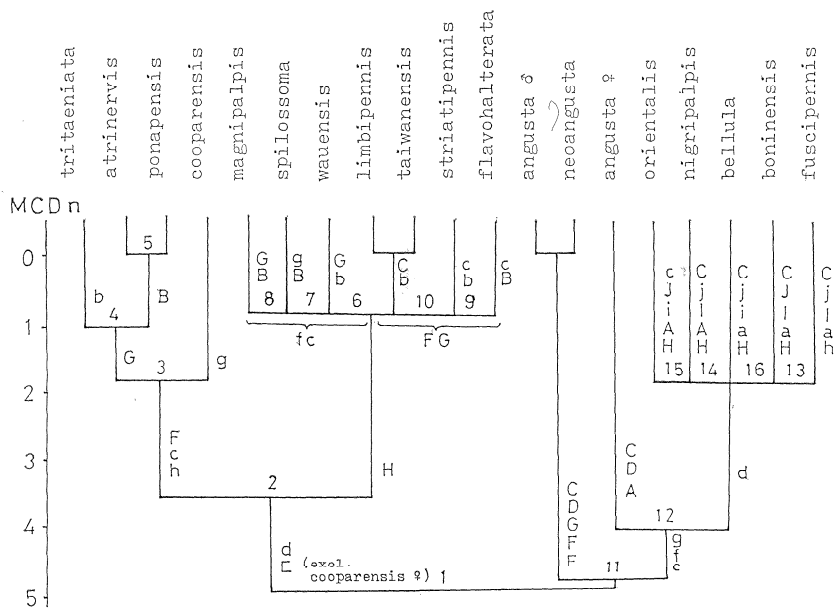 tritaeniata
atrinervis
ponapensis
cooparensis
magnipalpis
spilossoma
wauensis
limbipennis
taiwanensis
striatipennis
flavohalterata
angusta ♂
neoangusta
angusta ♀
orientalis
nigripalpis
bellula
boninensis
fuscipennis
MCDn
0
1
2
3
4
5
5
b
B
4
G
3
g
F
c
h
2
H
G
B
g
B
G
b
C
b
c
b
c
B
8
7
6
10
9
fc
FG
d
(exol.
cooparensis ♀) 1
C
D
G
F
F
11
g
f
c
12
C
D
A
d
c
J
i
A
H
C
j
I
A
H
C
j
i
a
H
C
J
I
a
H
C
j
I
a
h
15
14
16
13